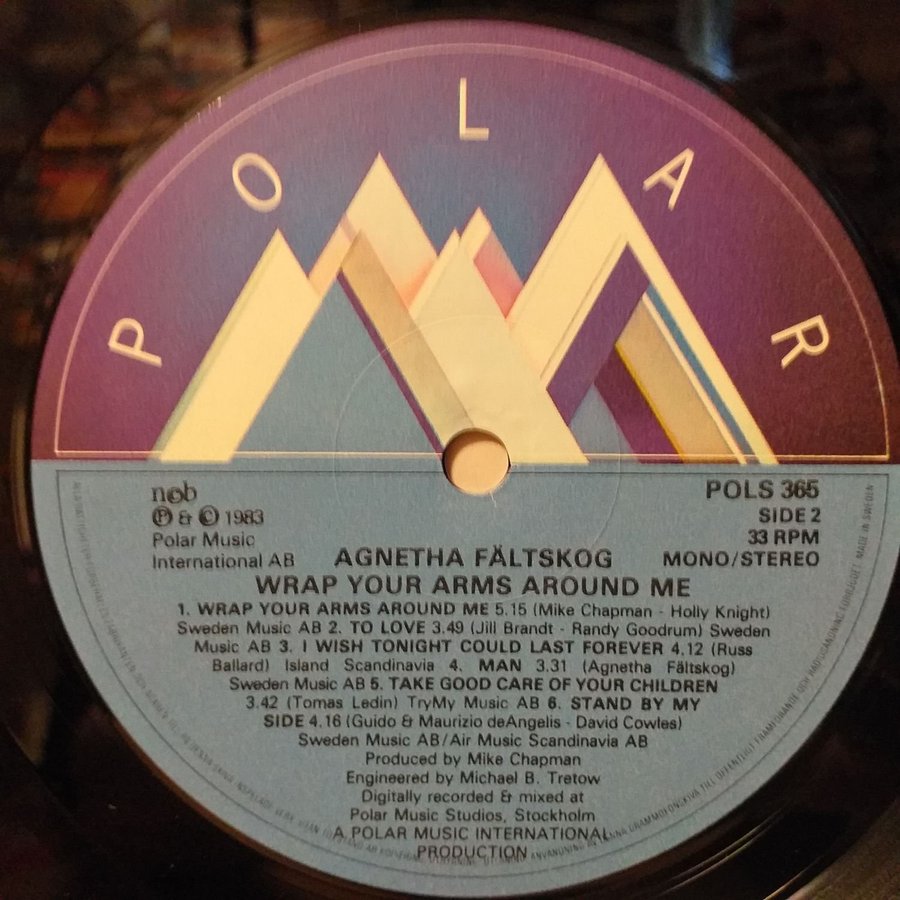 POLAR
ncb
Ⓟ & © 1983
Polar Music
International AB
POLS 365
SIDE 2
33 RPM
MONO/STEREO
AGNETHA FÄLTSKOG
WRAP YOUR ARMS AROUND ME
1. WRAP YOUR ARMS AROUND ME 5.15 (Mike Chapman - Holly Knight)
Sweden Music AB 2. TO LOVE 3.49 (Jill Brandt - Randy Goodrum) Sweden
Music AB 3. I WISH TONIGHT COULD LAST FOREVER 4.12 (Russ
Ballard) Island Scandinavia 4. MAN 3.31 (Agnetha Fältskog)
Sweden Music AB 5. TAKE GOOD CARE OF YOUR CHILDREN
3.42 (Tomas Ledin) TryMy Music AB 6. STAND BY MY
SIDE 4.16 (Guido & Maurizio deAngelis - David Cowles)
Sweden Music AB/Air Music Scandinavia AB
Produced by Mike Chapman
Engineered by Michael B. Tretow
Digitally recorded & mixed at
Polar Music Studios, Stockholm
A POLAR MUSIC INTERNATIONAL
PRODUCTION
MADE IN SWEDEN